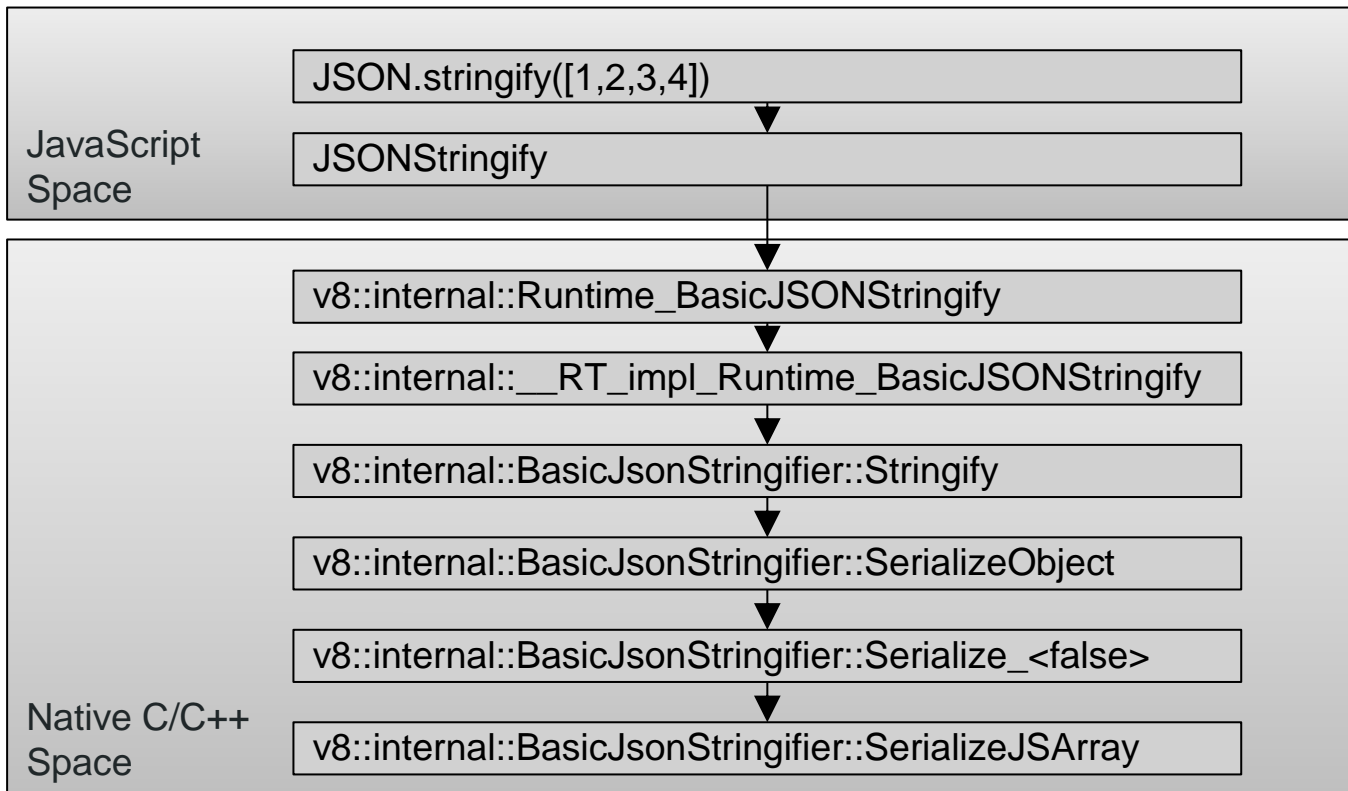 JSON.stringify([1,2,3,4])
JavaScript
Space
JSONStringify
v8::internal::Runtime_BasicJSONStringify
v8::internal::__RT_impl_Runtime_BasicJSONStringify
v8::internal::BasicJsonStringifier::Stringify
v8::internal::BasicJsonStringifier::SerializeObject
v8::internal::BasicJsonStringifier::Serialize_<false>
Native C/C++
Space
v8::internal::BasicJsonStringifier::SerializeJSArray